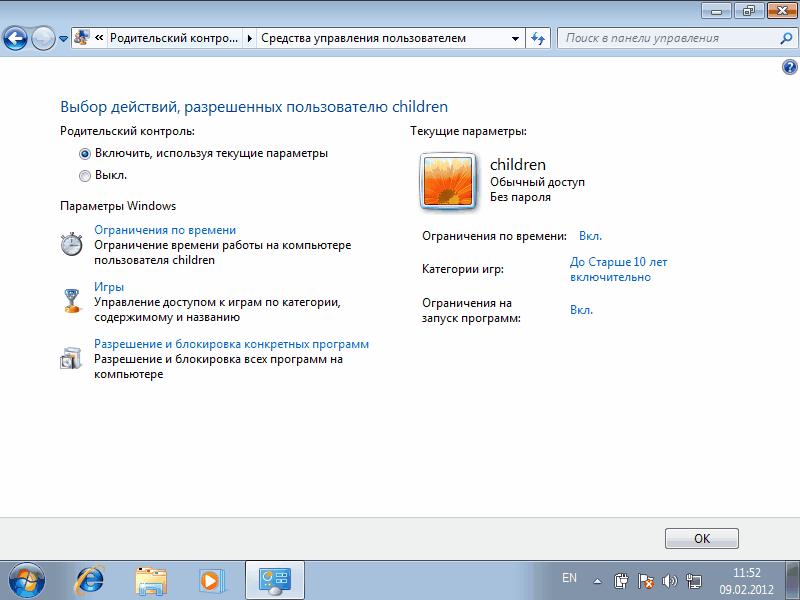 « Родительский контро... ▸ Средства управления пользователем
Поиск в панели управления
Выбор действий, разрешенных пользователю children
Родительский контроль:
Включить, используя текущие параметры
Выкл.
Параметры Windows
Ограничения по времени
Ограничение времени работы на компьютере
пользователя children
Игры
Управление доступом к играм по категории,
содержимому и названию
Разрешение и блокировка конкретных программ
Разрешение и блокировка всех программ на
компьютере
Текущие параметры:
children
Обычный доступ
Без пароля
Ограничения по времени: Вкл.
Категории игр:
До Старше 10 лет
включительно
Ограничения на
запуск программ:
Вкл.
OK
EN
11:52
09.02.2012